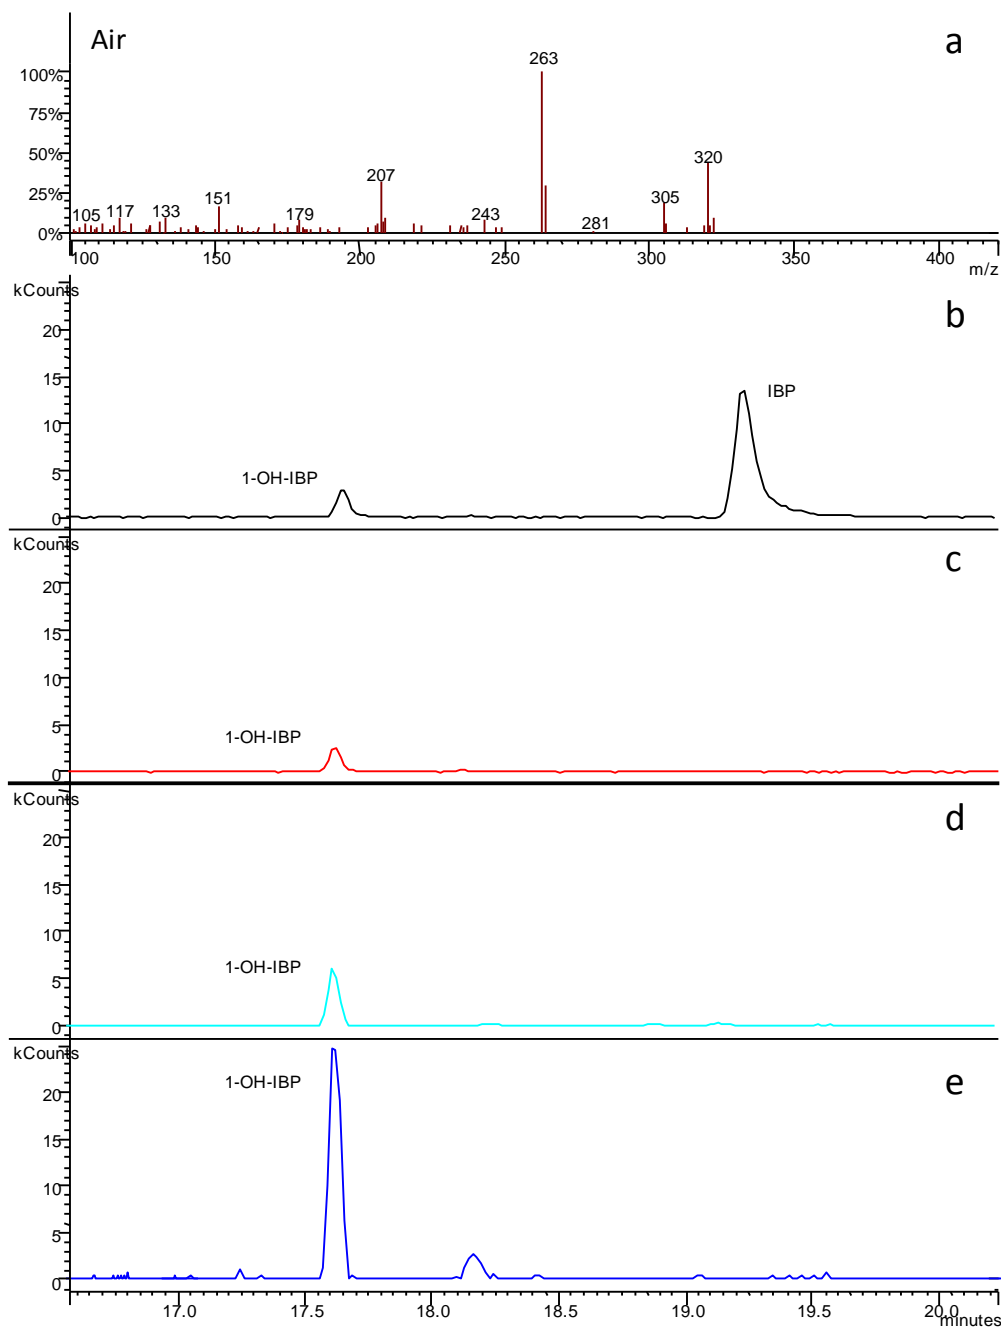 Air
a
263
100%
75%
50%
320
207
25%
151
305
105 117 133 179 243
281
0%
100 150 200 250 300 350 400
m/z
kCounts
b
20
15
IBP
10
1-OH-IBP
5
0
kCounts
c
20
15
10
1-OH-IBP
5
0
kCounts
d
20
15
10
1-OH-IBP
5
0
kCounts
1-OH-IBP
e
20
15
10
5
0
17.0 17.5 18.0 18.5 19.0 19.5 20.0
minutes